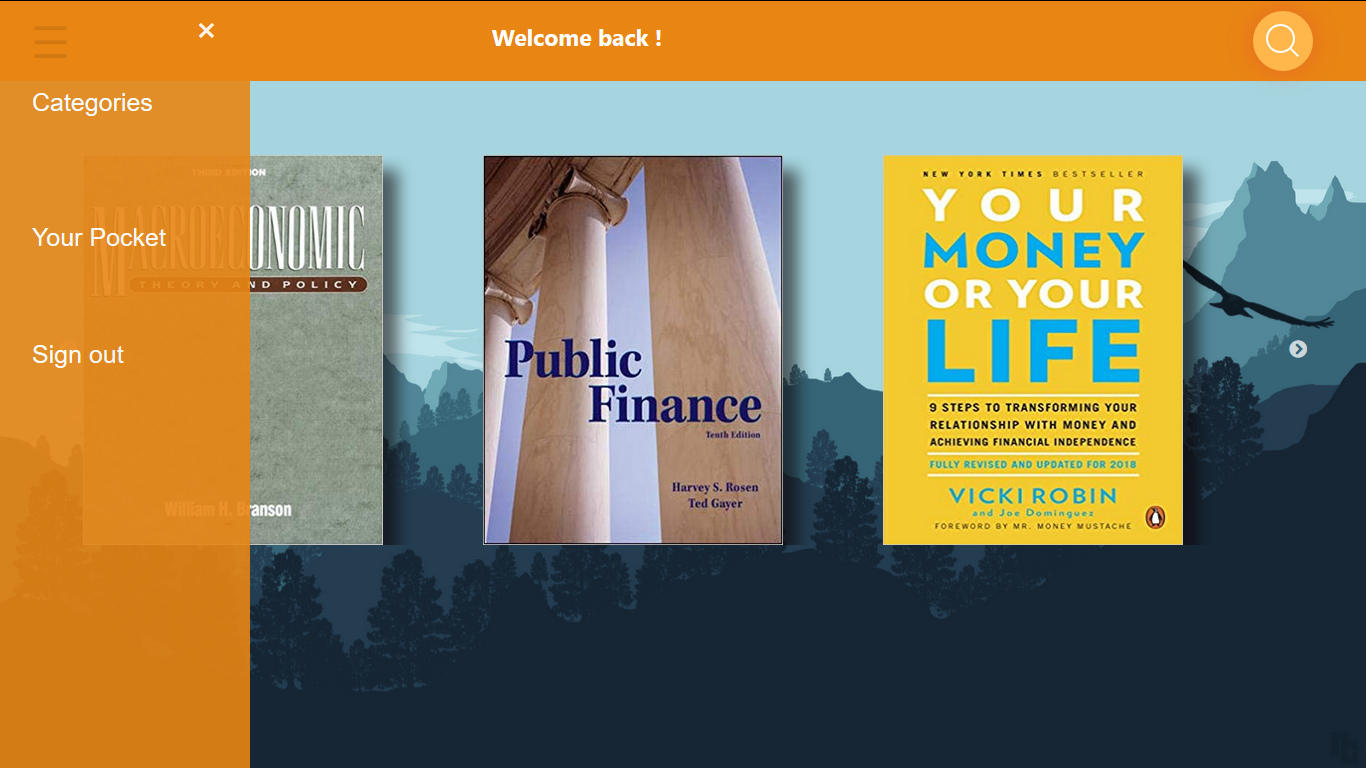 ×
Welcome back !
Categories
Your Pocket
Sign out
THIRD EDITION
MACROECONOMIC
THEORY AND POLICY
William H. Branson
Public
Finance
Tenth Edition
Harvey S. Rosen
Ted Gayer
NEW YORK TIMES BESTSELLER
YOUR
MONEY
OR YOUR
LIFE
9 STEPS TO TRANSFORMING YOUR
RELATIONSHIP WITH MONEY AND
ACHIEVING FINANCIAL INDEPENDENCE
FULLY REVISED AND UPDATED FOR 2018
VICKI ROBIN
and Joe Dominguez
FOREWORD BY MR. MONEY MUSTACHE